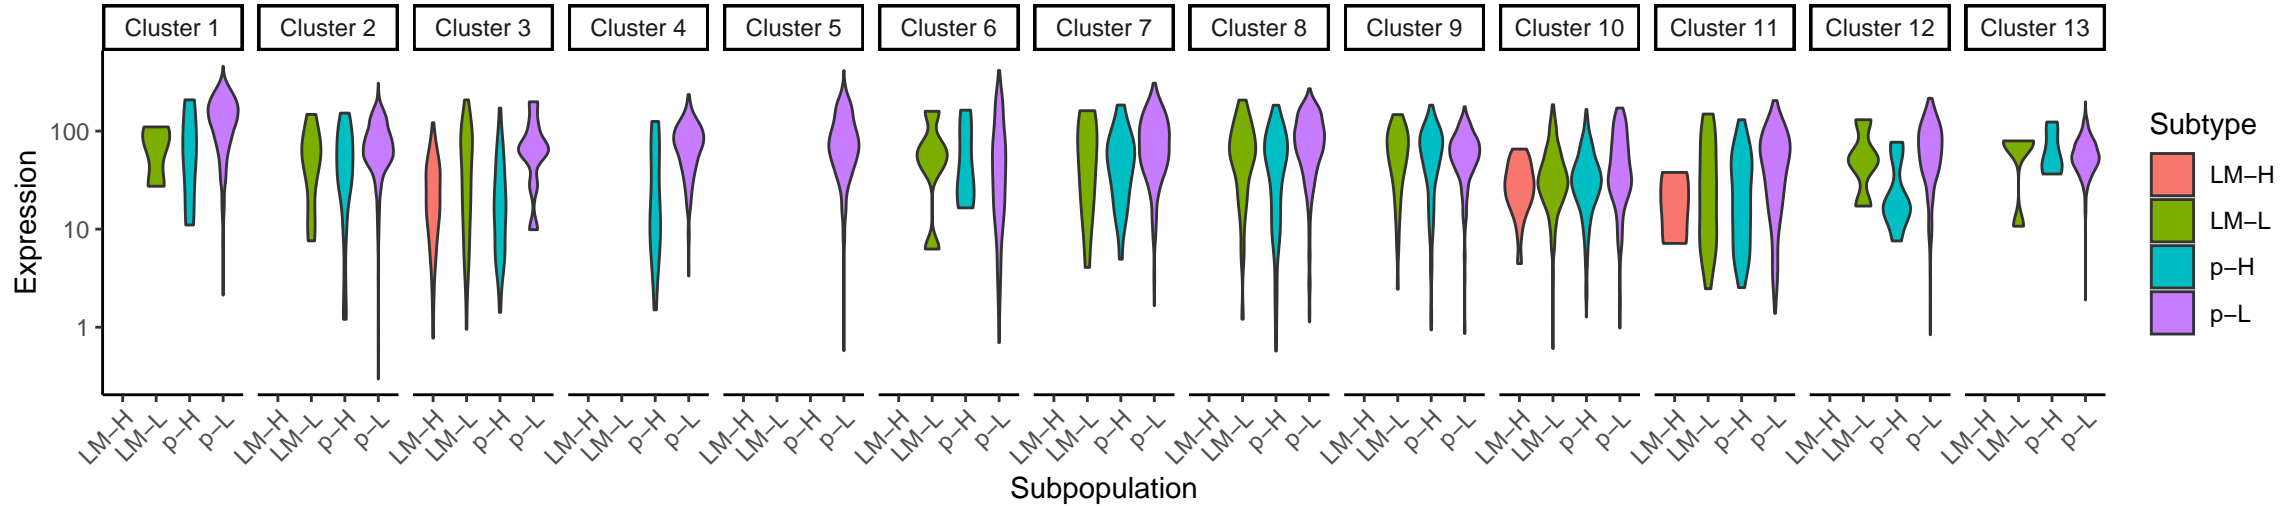 Cluster 1 Cluster 2 Cluster 3 Cluster 4 Cluster 5 Cluster 6 Cluster 7 Cluster 8 Cluster 9 Cluster 10 Cluster 11 Cluster 12 Cluster 13
Expression
100
10
1
LM−H LM−L p−H p−L LM−H LM−L p−H p−L LM−H LM−L p−H p−L LM−H LM−L p−H p−L LM−H LM−L p−H p−L LM−H LM−L p−H p−L LM−H LM−L p−H p−L LM−H LM−L p−H p−L LM−H LM−L p−H p−L LM−H LM−L p−H p−L LM−H LM−L p−H p−L LM−H LM−L p−H p−L LM−H LM−L p−H p−L
Subpopulation
Subtype
LM−H
LM−L
p−H
p−L